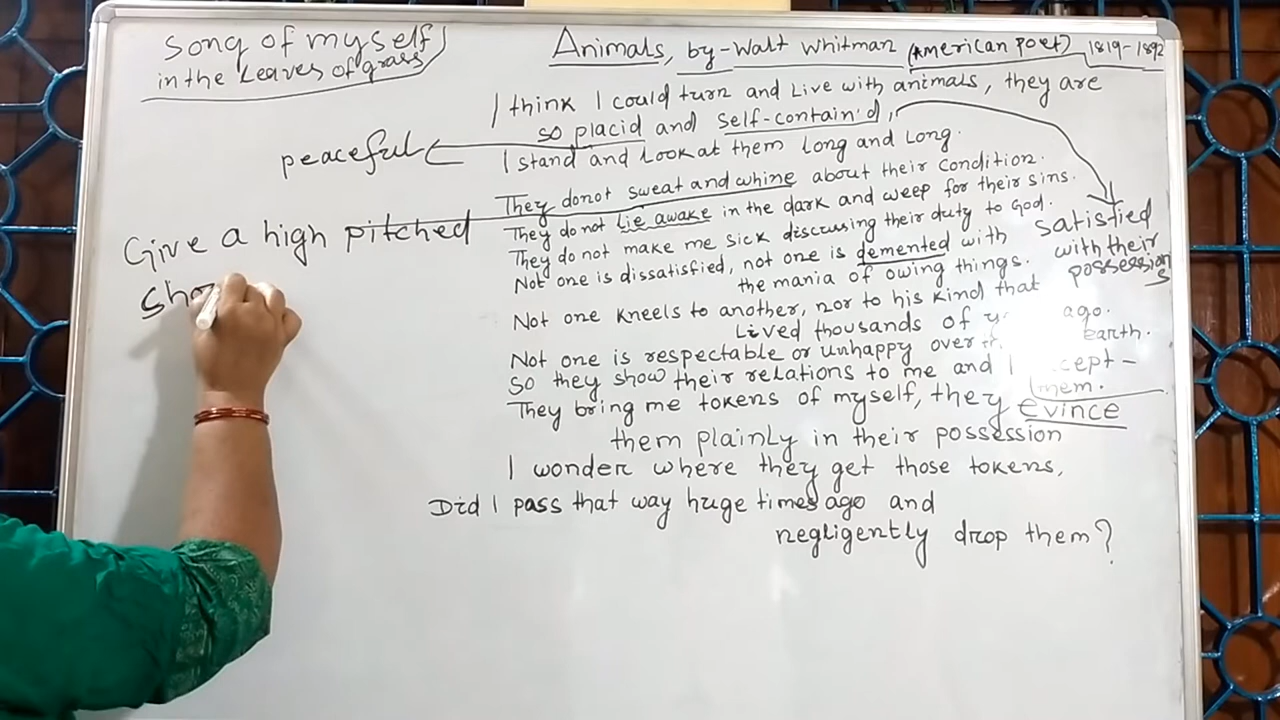 Song of myself
in the Leaves of grass
Animals, by-Walt Whitman (American Poet) 1819-1892
I think I could turn and Live with animals, they are
so placid and self-contain'd,
peaceful
I stand and Look at them Long and Long.
They donot sweat and whine about their condition.
They do not Lie awake in the dark and weep for their sins.
They do not make me sick discussing their duty to God.
Not one is dissatisfied, not one is demented with
the mania of owing things.
Satisfied
with their
possession
s
Give a high pitched
Not one kneels to another, nor to his kind that
Lived thousands of ago.
Not one is respectable or unhappy over earth.
So they show their relations to me and I
them.
They bring me tokens of myself, they evince
them plainly in their possession
I wonder where they get those tokens,
Did I pass that way huge times ago and
negligently drop them?